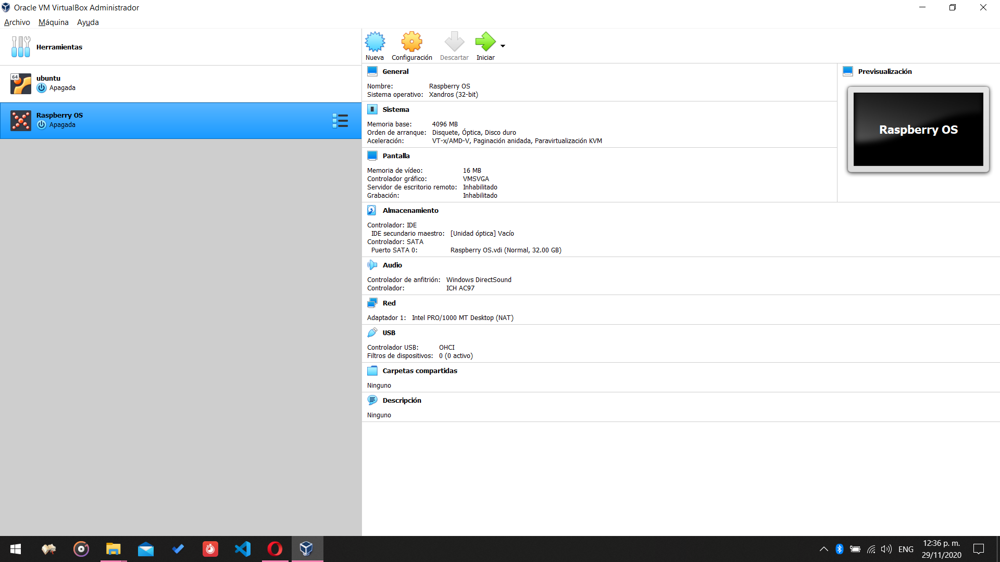 Oracle VM VirtualBox Administrador
Archivo Máquina Ayuda
Herramientas
64
ubuntu
Apagada
Raspberry OS
Apagada
Nueva Configuración Descartar Iniciar
General
Nombre: Raspberry OS
Sistema operativo: Xandros (32-bit)
Sistema
Memoria base: 4096 MB
Orden de arranque: Disquete, Óptica, Disco duro
Aceleración: VT-x/AMD-V, Paginación anidada, Paravirtualización KVM
Pantalla
Memoria de vídeo: 16 MB
Controlador gráfico: VMSVGA
Servidor de escritorio remoto: Inhabilitado
Grabación: Inhabilitado
Previsualización
Raspberry OS
Almacenamiento
Controlador: IDE
IDE secundario maestro: [Unidad óptica] Vacío
Controlador: SATA
Puerto SATA 0: Raspberry OS.vdi (Normal, 32.00 GB)
Audio
Controlador de anfitrión: Windows DirectSound
Controlador: ICH AC97
Red
Adaptador 1: Intel PRO/1000 MT Desktop (NAT)
USB
Controlador USB: OHCI
Filtros de dispositivos: 0 (0 activo)
Carpetas compartidas
Ninguno
Descripción
Ninguno
ENG
12:36 p. m.
29/11/2020